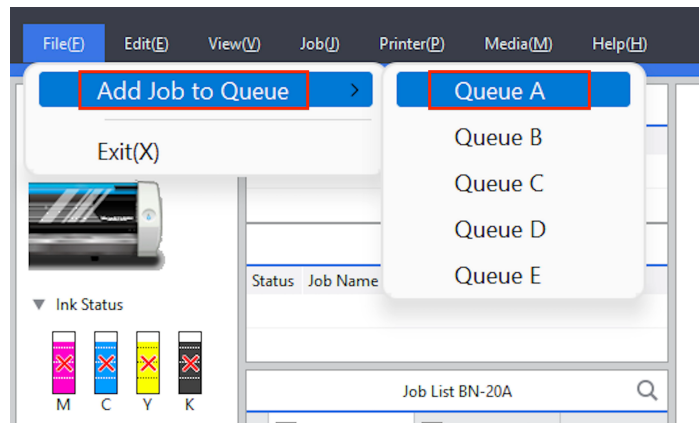 File(F) Edit(E) View(V) Job(J) Printer(P) Media(M) Help(H)
Add Job to Queue
Exit(X)
Queue A
Queue B
Queue C
Queue D
Queue E
Status Job Name
Ink Status
M C Y K
Job List BN-20A